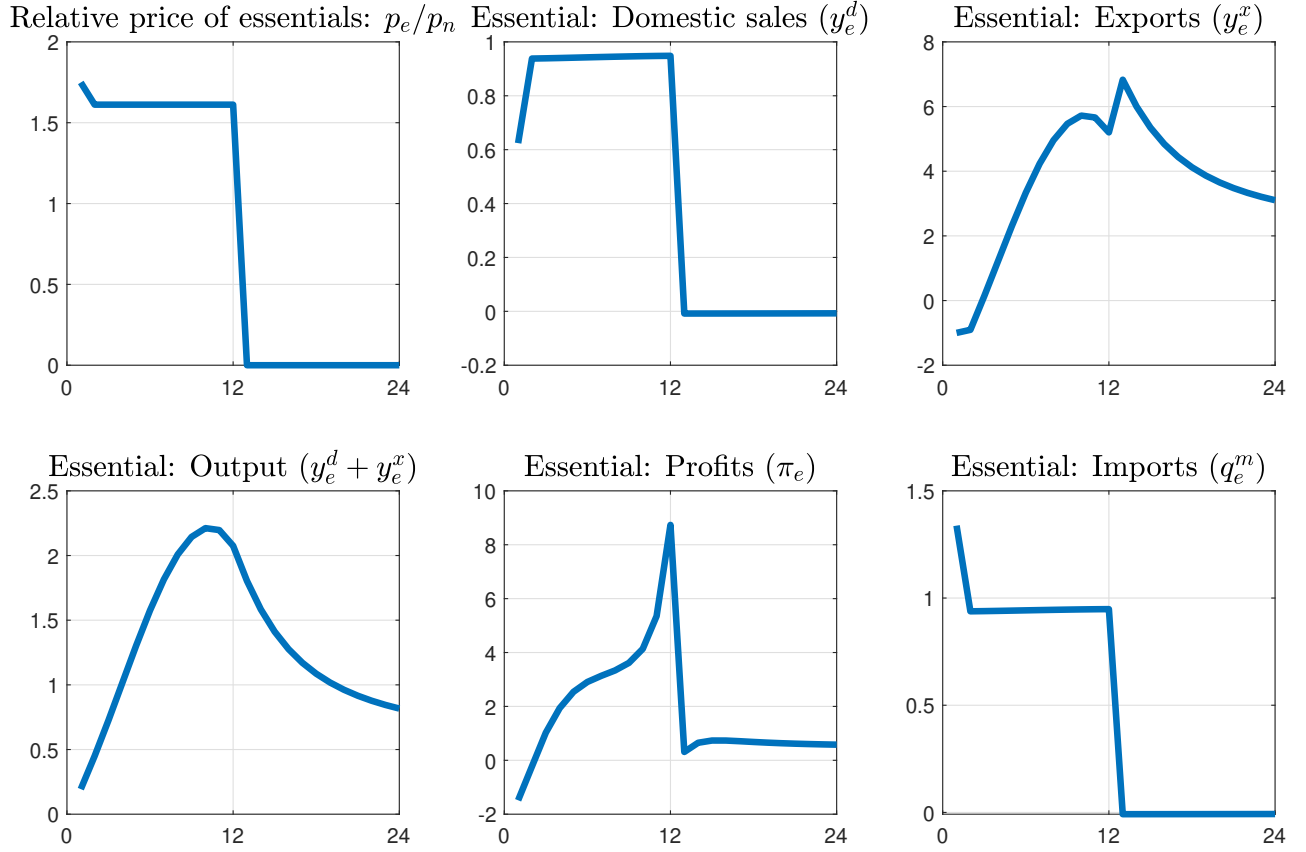 Relative price of essentials: $p_e/p_n$
2
1.5
1
0.5
0
0 12 24
Essential: Domestic sales ($y_e^d$)
1
0.8
0.6
0.4
0.2
0
-0.2
0 12 24
Essential: Exports ($y_e^x$)
8
6
4
2
0
-2
0 12 24
Essential: Output ($y_e^d + y_e^x$)
2.5
2
1.5
1
0.5
0
0 12 24
Essential: Profits ($\pi_e$)
10
8
6
4
2
0
-2
0 12 24
Essential: Imports ($q_e^m$)
1.5
1
0.5
0
0 12 24